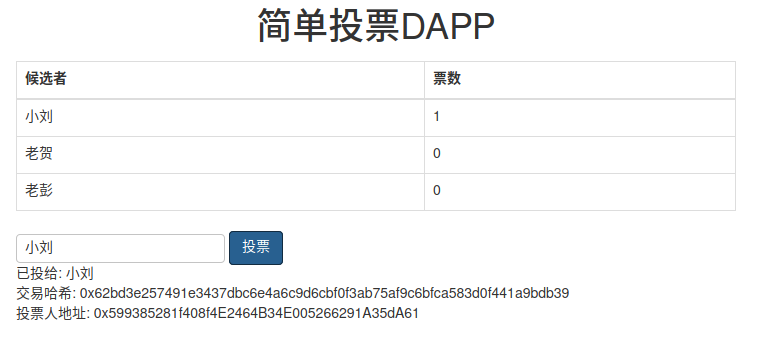 简单投票DAPP
候选者 票数
小刘 1
老贺 0
老彭 0
小刘 投票
已投给: 小刘
交易哈希: 0x62bd3e257491e3437dbc6e4a6c9d6cbf0f3ab75af9c6bfca583d0f441a9bdb39
投票人地址: 0x599385281f408f4E2464B34E005266291A35dA61